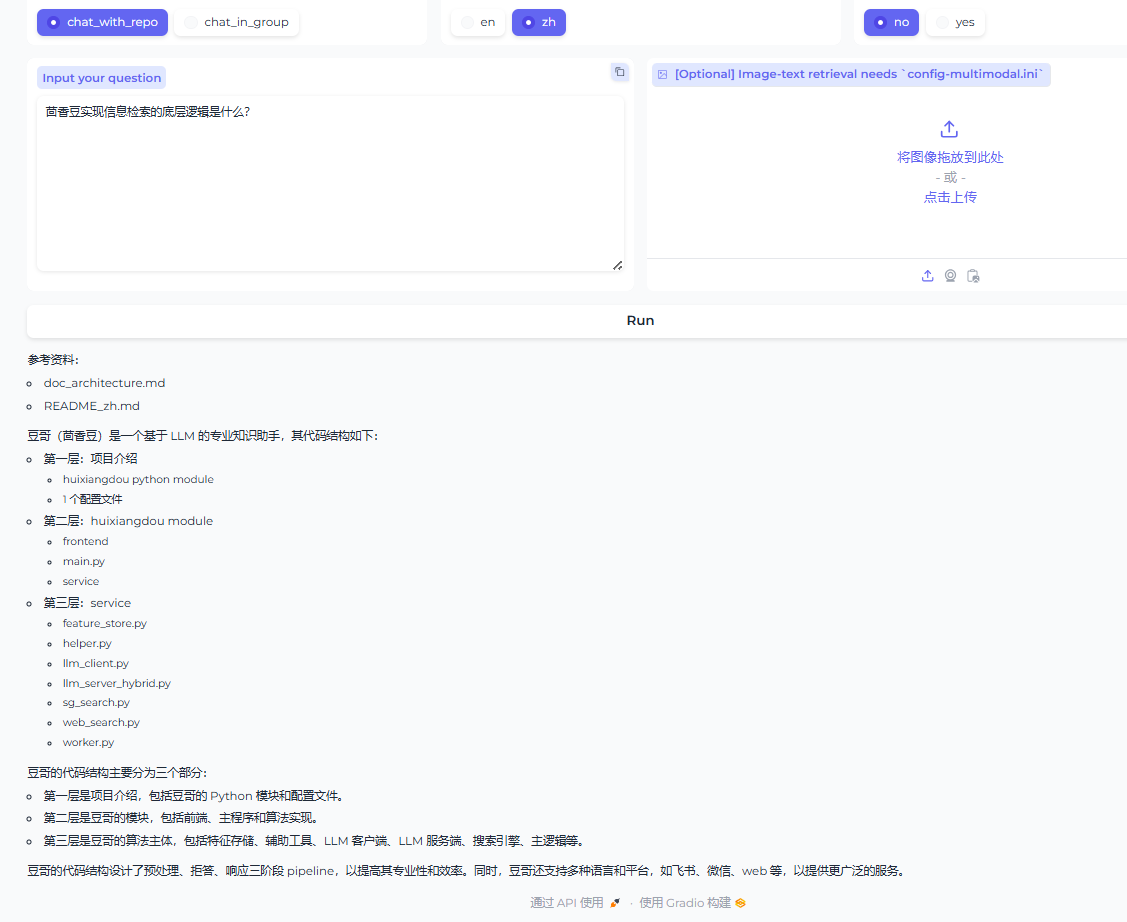 chat_with_repo chat_in_group en zh no yes
Input your question
[Optional] Image-text retrieval needs `config-multimodal.ini`
茴香豆实现信息检索的底层逻辑是什么?
将图像拖放到此处
- 或 -
点击上传
Run
参考资料:
doc_architecture.md
README_zh.md
豆哥（茴香豆）是一个基于 LLM 的专业知识助手，其代码结构如下：
第一层：项目介绍
huixiangdou python module
1 个配置文件
第二层：huixiangdou module
frontend
main.py
service
第三层：service
feature_store.py
helper.py
llm_client.py
llm_server_hybrid.py
sg_search.py
web_search.py
worker.py
豆哥的代码结构主要分为三个部分：
第一层是项目介绍，包括豆哥的 Python 模块和配置文件。
第二层是豆哥的模块，包括前端、主程序和算法实现。
第三层是豆哥的算法主体，包括特征存储、辅助工具、LLM 客户端、LLM 服务端、搜索引擎、主逻辑等。
豆哥的代码结构设计了预处理、拒答、响应三阶段 pipeline，以提高其专业性和效率。同时，豆哥还支持多种语言和平台，如飞书、微信、web 等，以提供更广泛的服务。
通过 API 使用 · 使用 Gradio 构建